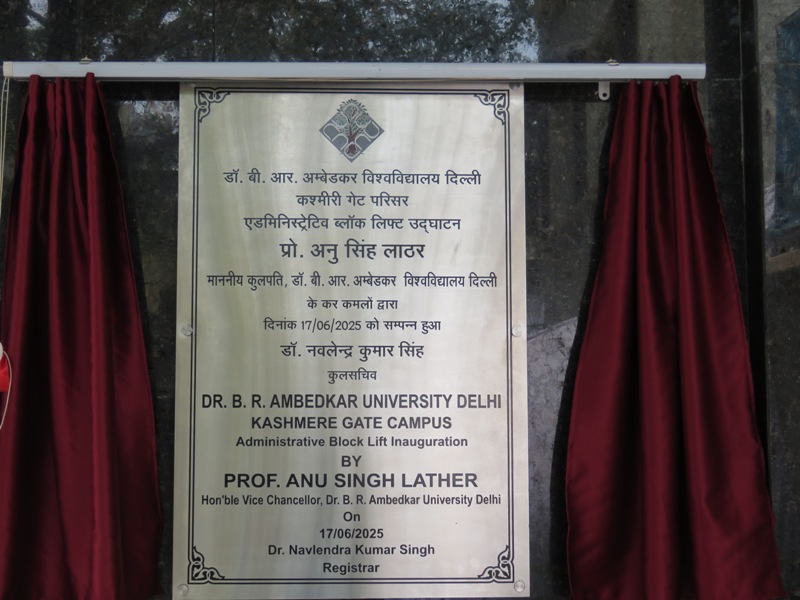 डॉ. बी. आर. अम्बेडकर विश्वविद्यालय दिल्ली
कश्मीरी गेट परिसर
एडमिनिस्ट्रेटिव ब्लॉक लिफ्ट उद्घाटन
प्रो. अनु सिंह लाठर
माननीय कुलपति, डॉ. बी. आर. अम्बेडकर विश्वविद्यालय दिल्ली
के कर कमलों द्वारा
दिनांक 17/06/2025 को सम्पन्न हुआ
डॉ. नवलेन्द्र कुमार सिंह
कुलसचिव
DR. B. R. AMBEDKAR UNIVERSITY DELHI
KASHMERE GATE CAMPUS
Administrative Block Lift Inauguration
BY
PROF. ANU SINGH LATHER
Hon'ble Vice Chancellor, Dr. B. R. Ambedkar University Delhi
On
17/06/2025
Dr. Navlendra Kumar Singh
Registrar